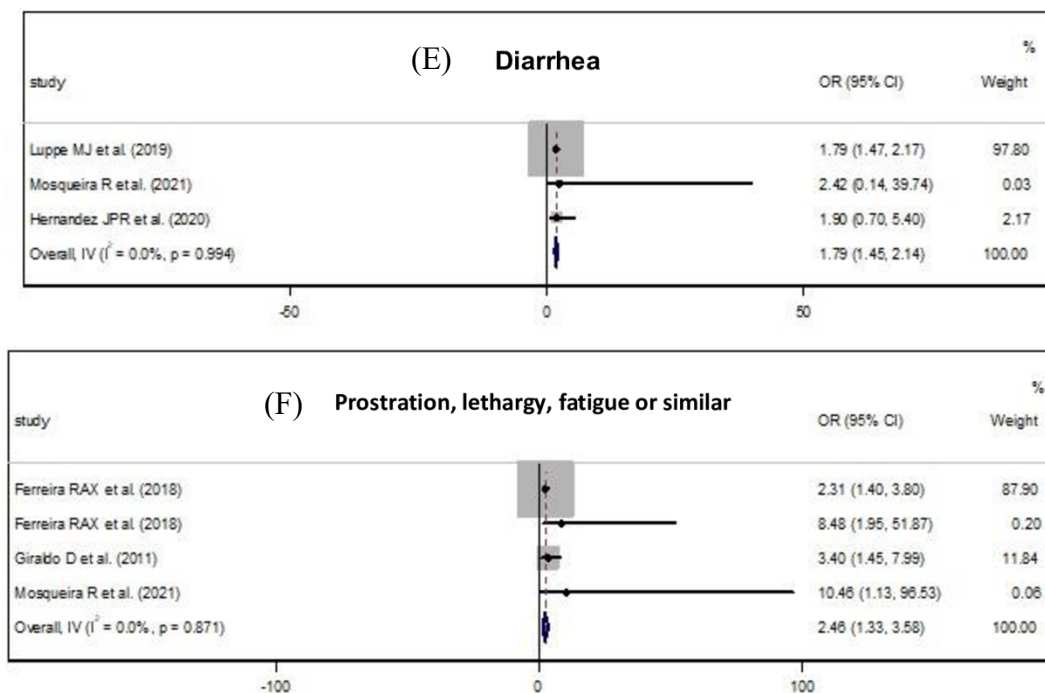 (E) Diarrhea
%
study OR (95% CI) Weight
Luppe MJ et al. (2019) 1.79 (1.47, 2.17) 97.80
Mosqueira R et al. (2021) 2.42 (0.14, 39.74) 0.03
Hernandez JPR et al. (2020) 1.90 (0.70, 5.40) 2.17
Overall, IV (I² = 0.0%, p = 0.994) 1.79 (1.45, 2.14) 100.00
-50 0 50
(F) Prostration, lethargy, fatigue or similar
%
study OR (95% CI) Weight
Ferreira RAX et al. (2018) 2.31 (1.40, 3.80) 87.90
Ferreira RAX et al. (2018) 8.48 (1.95, 51.87) 0.20
Giraldo D et al. (2011) 3.40 (1.45, 7.99) 11.84
Mosqueira R et al. (2021) 10.46 (1.13, 96.53) 0.06
Overall, IV (I² = 0.0%, p = 0.871) 2.46 (1.33, 3.58) 100.00
-100 0 100